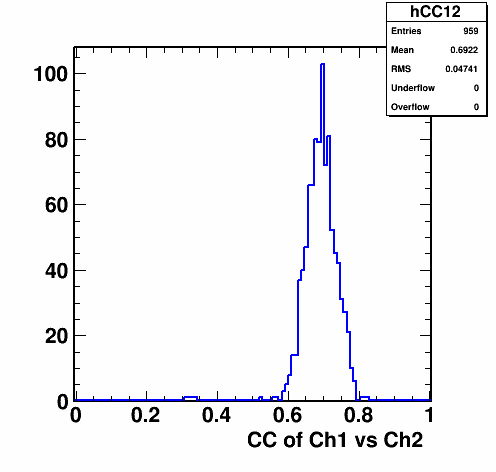 hCC12
Entries 959
Mean 0.6922
RMS 0.04741
Underflow 0
Overflow 0
100
80
60
40
20
0
0 0.2 0.4 0.6 0.8 1
CC of Ch1 vs Ch2